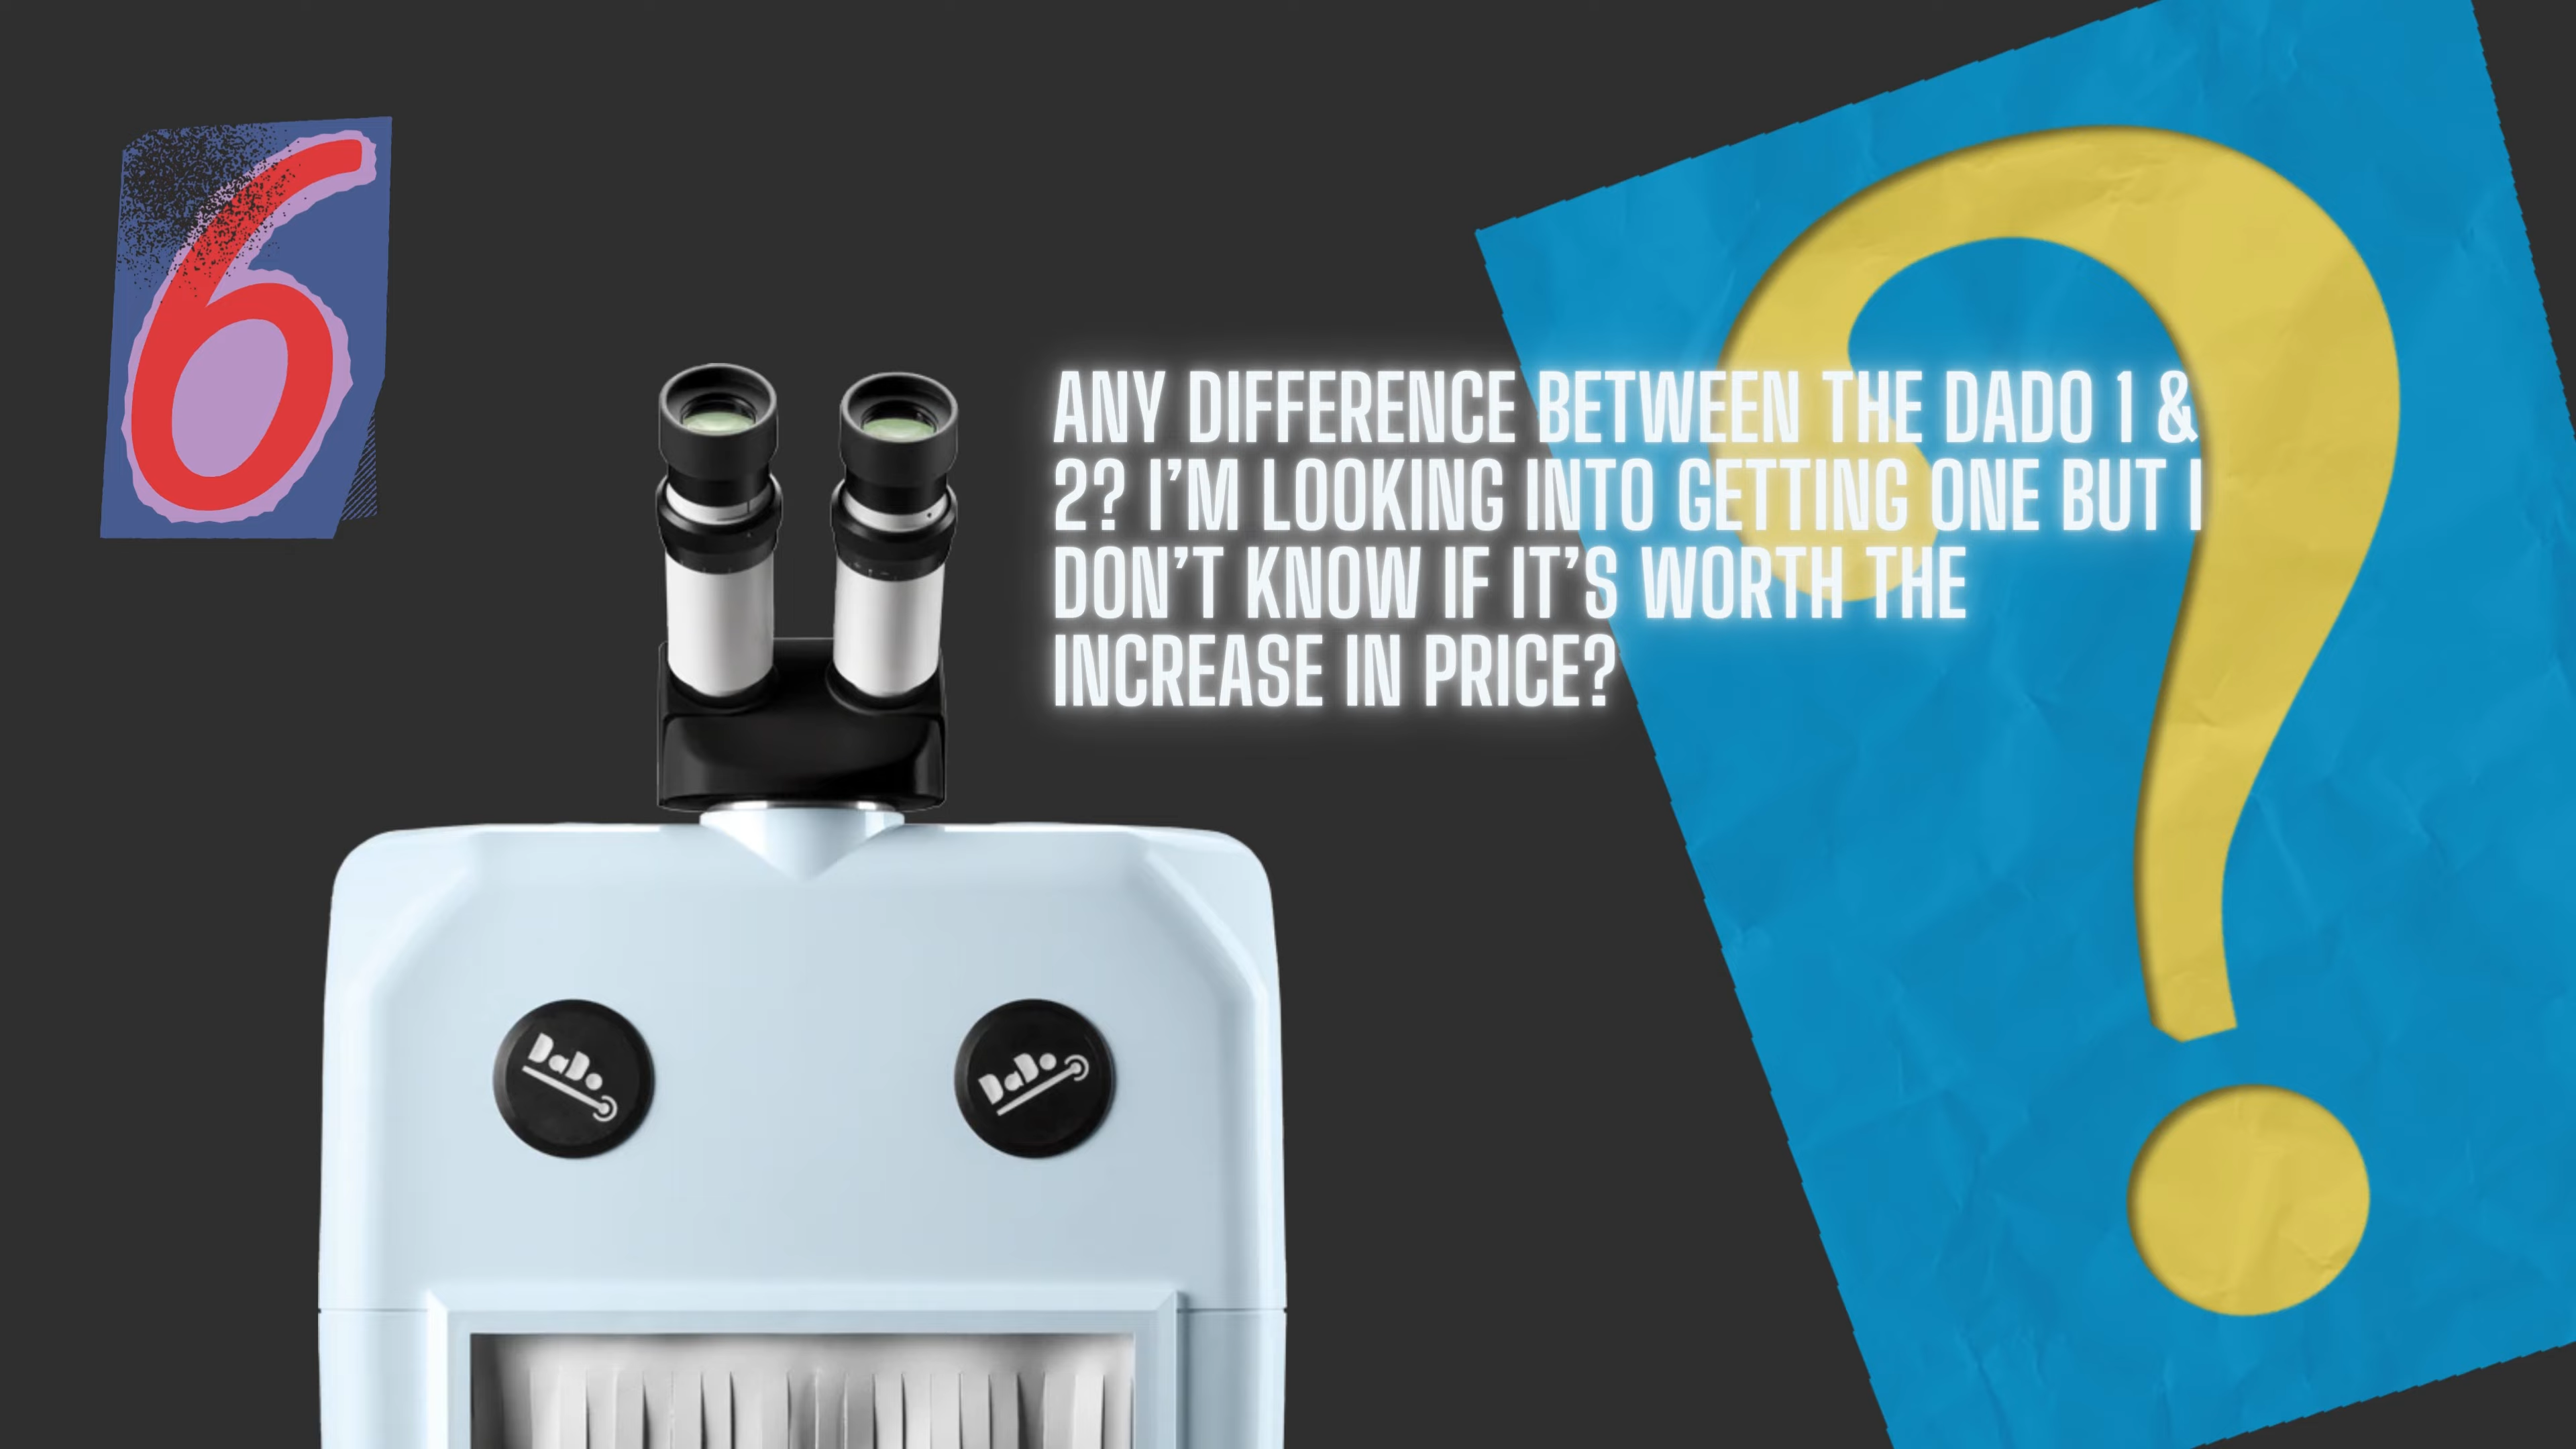 6
ANY DIFFERENCE BETWEEN THE DADO 1 &
2? I’M LOOKING INTO GETTING ONE BUT I
DON’T KNOW IF IT’S WORTH THE
INCREASE IN PRICE?
DaDo
DaDo